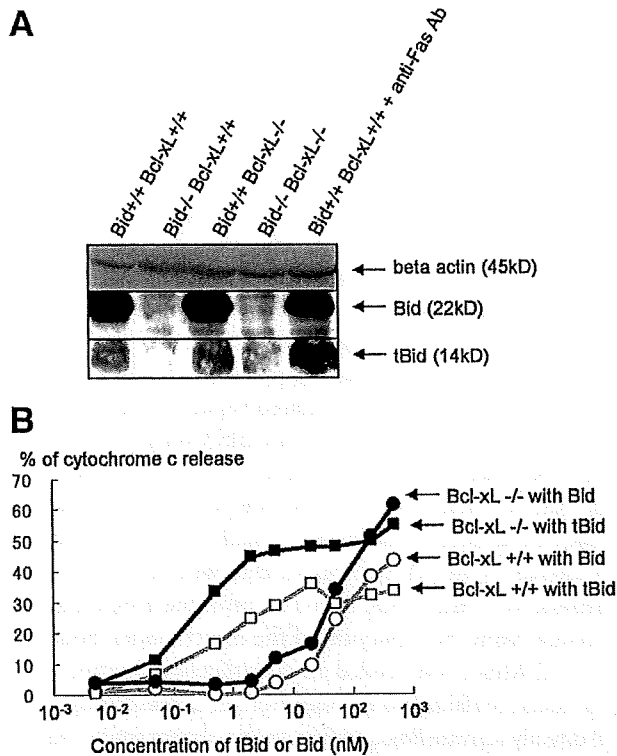 A
Bid+/+ Bcl-xL+/+
Bid-/- Bcl-xL+/+
Bid+/+ Bcl-xL-/-
Bid-/- Bcl-xL-/-
Bid+/+ Bcl-xL+/+ + anti-Fas Ab
beta actin (45kD)
Bid (22kD)
tBid (14kD)
B
% of cytochrome c release
70
60
50
40
30
20
10
0
Bcl-xL -/- with Bid
Bcl-xL -/- with tBid
Bcl-xL +/+ with Bid
Bcl-xL +/+ with tBid
10-3 10-1 1 10 10² 10³
Concentration of tBid or Bid (nM)